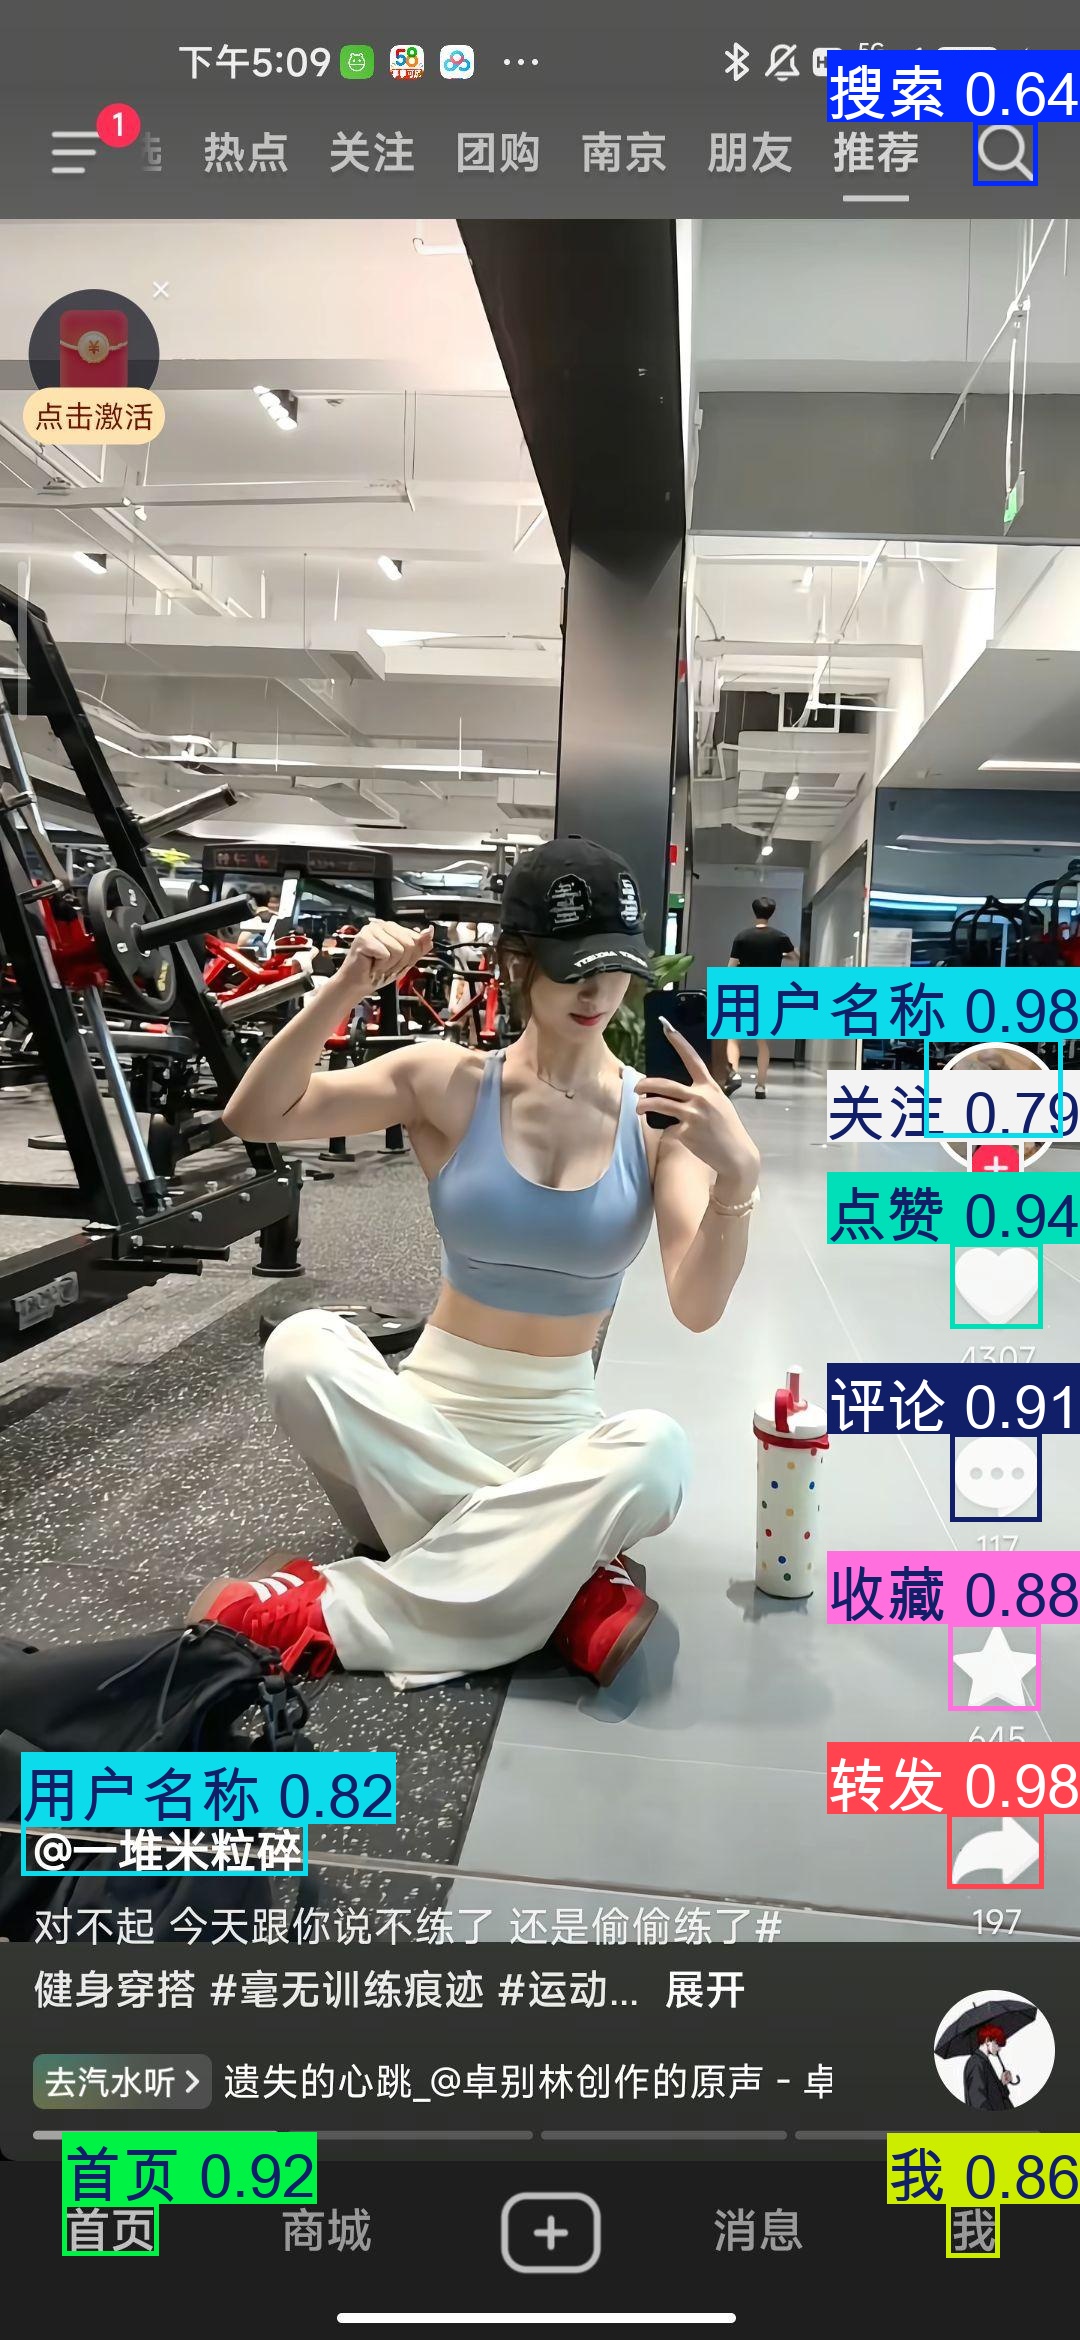 下午5:09
58
搜索 0.64
1
热点 关注 团购 南京 朋友 推荐
点击激活
用户名称 0.98
关注 0.79
点赞 0.94
4307
评论 0.91
117
收藏 0.88
645
转发 0.98
197
用户名称 0.82
@一堆米粒碎
对不起 今天跟你说不练了 还是偷偷练了#
健身穿搭 #毫无训练痕迹 #运动... 展开
去汽水听 > 遗失的心跳_@卓别林创作的原声 - 卓
首页 0.92
我 0.86
首页 商城 消息 我